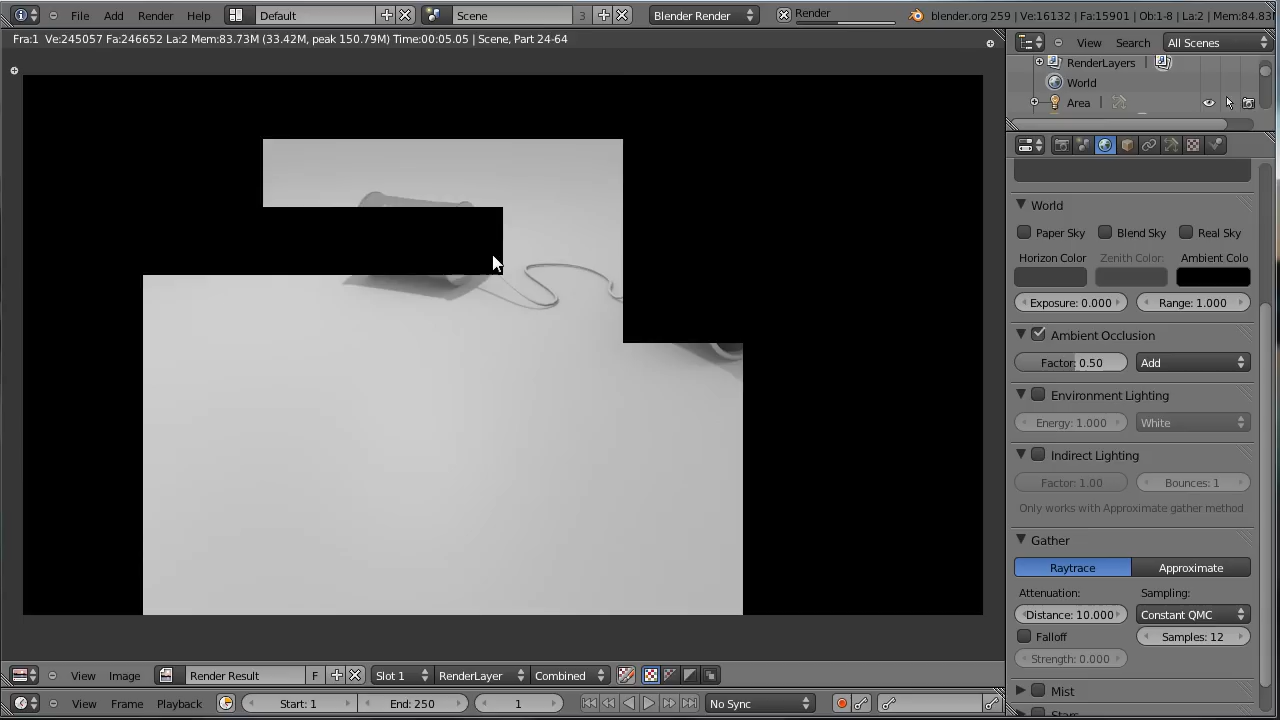 File Add Render Help Default Scene 3 Blender Render Render blender.org 259 | Ve:16132 | Fa:15901 | Ob:1-8 | La:2 | Mem:84.83
Fra:1 Ve:245057 Fa:246652 La:2 Mem:83.73M (33.42M, peak 150.79M) Time:00:05.05 | Scene, Part 24-64
View Search All Scenes
RenderLayers |
World
Area |
World
Paper Sky Blend Sky Real Sky
Horizon Color Zenith Color: Ambient Colo
Exposure: 0.000 Range: 1.000
Ambient Occlusion
Factor: 0.50 Add
Environment Lighting
Energy: 1.000 White
Indirect Lighting
Factor: 1.00 Bounces: 1
Only works with Approximate gather method
Gather
Raytrace Approximate
Attenuation: Sampling:
Distance: 10.000 Constant QMC
Falloff Samples: 12
Strength: 0.000
Mist
View Image Render Result F Slot 1 RenderLayer Combined
View Frame Playback Start: 1 End: 250 1 No Sync